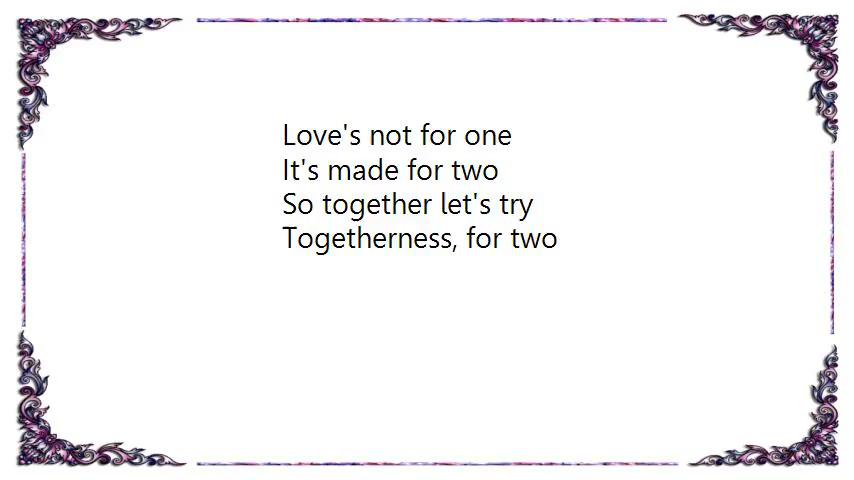 Love's not for one
It's made for two
So together let's try
Togetherness, for two